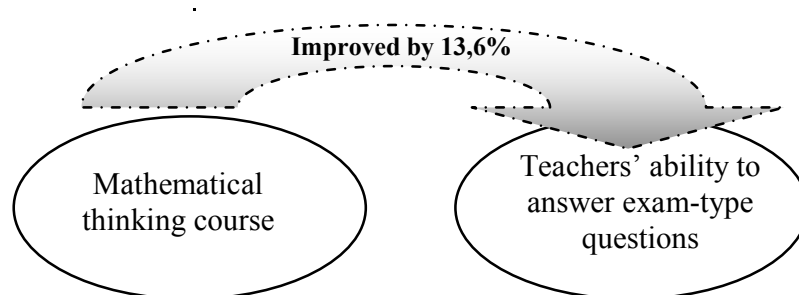 Improved by 13,6%
Mathematical
thinking course
Teachers’ ability to
answer exam-type
questions